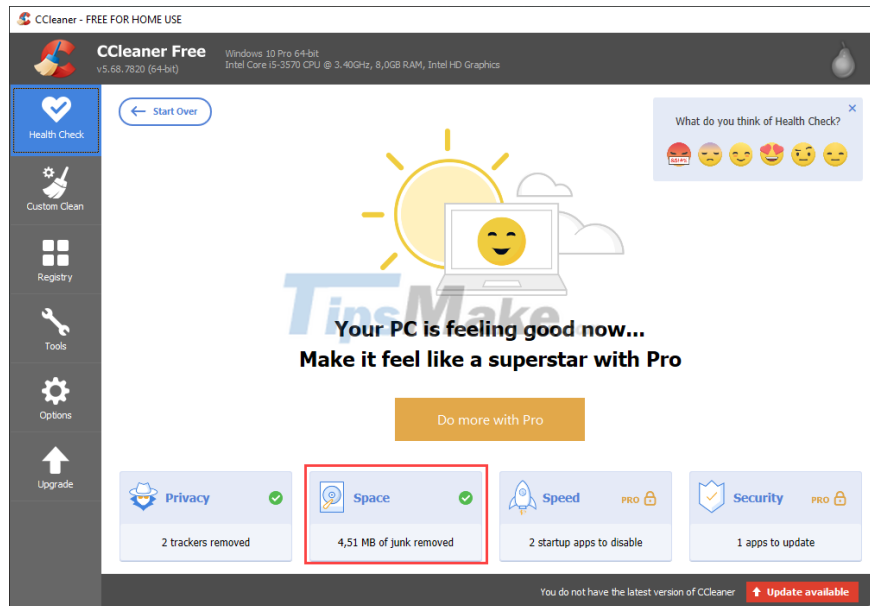 CCleaner - FREE FOR HOME USE
CCleaner Free
v5.68.7820 (64-bit)
Windows 10 Pro 64-bit
Intel Core i5-3570 CPU @ 3.40GHz, 8,0GB RAM, Intel HD Graphics
Health Check
Custom Clean
Registry
Tools
Options
Upgrade
Start Over
What do you think of Health Check?
TipsMake
Your PC is feeling good now...
Make it feel like a superstar with Pro
Do more with Pro
Privacy
2 trackers removed
Space
4,51 MB of junk removed
Speed PRO
2 startup apps to disable
Security PRO
1 apps to update
You do not have the latest version of CCleaner
Update available